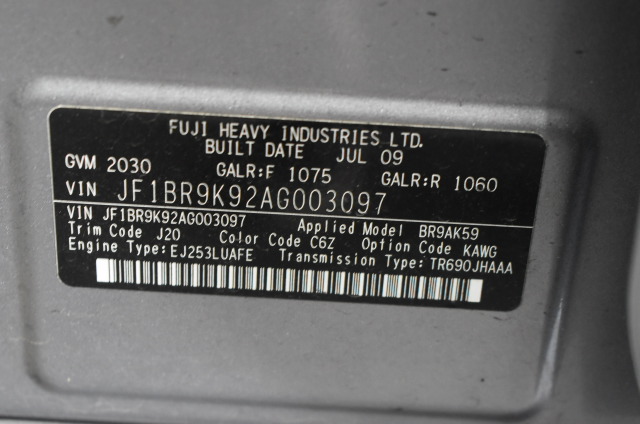 FUJI HEAVY INDUSTRIES LTD.
BUILT DATE JUL 09
GVM 2030 GALR:F 1075 GALR:R 1060
VIN JF1BR9K92AG003097
VIN JF1BR9K92AG003097 Applied Model BR9AK59
Trim Code J20 Color Code C6Z Option Code KAWG
Engine Type:EJ253LUAFE Transmission Type:TR690JHAAA